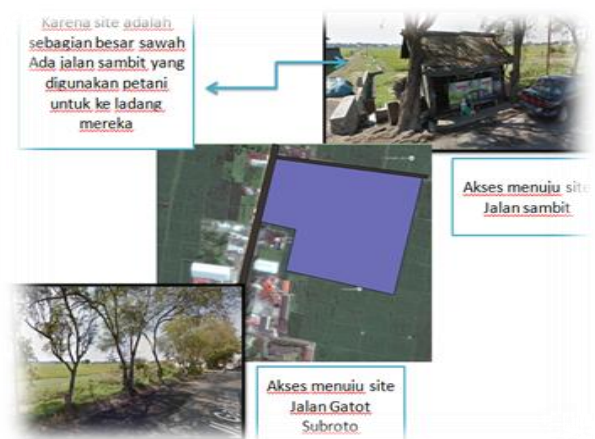 Karena site adalah
sebagian besar sawah
Ada jalan sambit yang
digunakan petani
untuk ke ladang
mereka
Akses menuju site
Jalan sambit
Akses menuju site
Jalan Gatot
Subroto